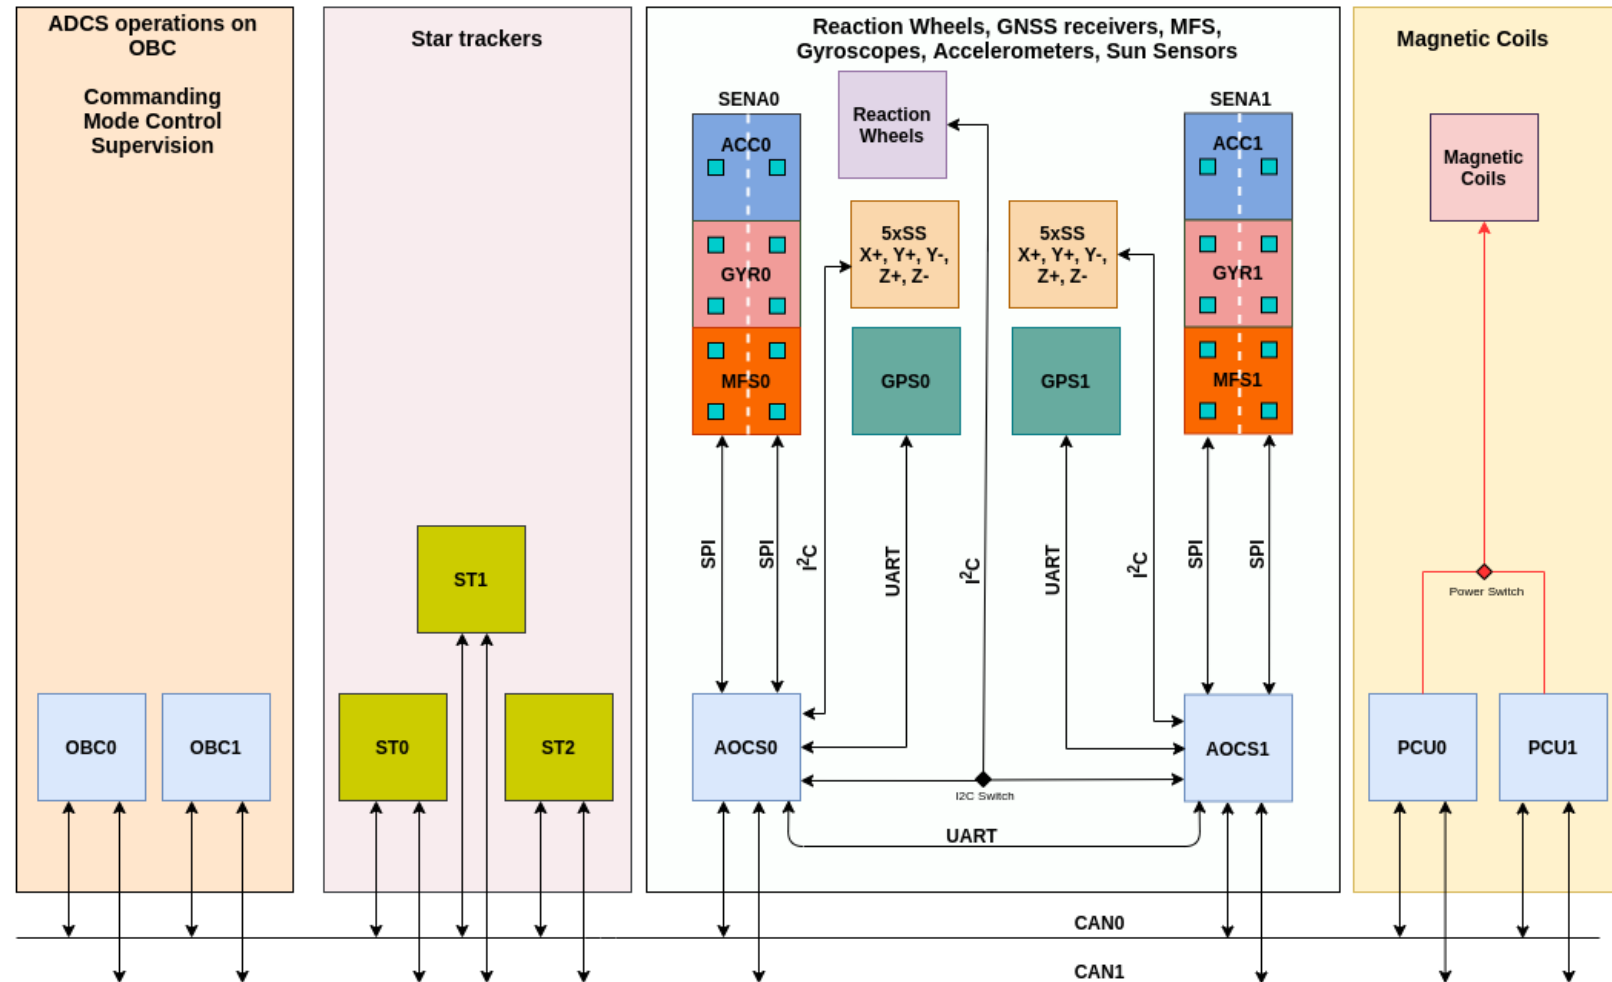 ADCS operations on
OBC
Commanding
Mode Control
Supervision
OBC0
OBC1
Star trackers
ST1
ST0
ST2
Reaction Wheels, GNSS receivers, MFS,
Gyroscopes, Accelerometers, Sun Sensors
SENA0
ACC0
GYR0
MFS0
Reaction
Wheels
5xSS
X+, Y+, Y-,
Z+, Z-
5xSS
X+, Y+, Y-,
Z+, Z-
GPS0
GPS1
SENA1
ACC1
GYR1
MFS1
SPI
SPI
I²C
UART
I²C
UART
I²C
SPI
SPI
AOCS0
AOCS1
I2C Switch
UART
Magnetic Coils
Magnetic
Coils
Power Switch
PCU0
PCU1
CAN0
CAN1